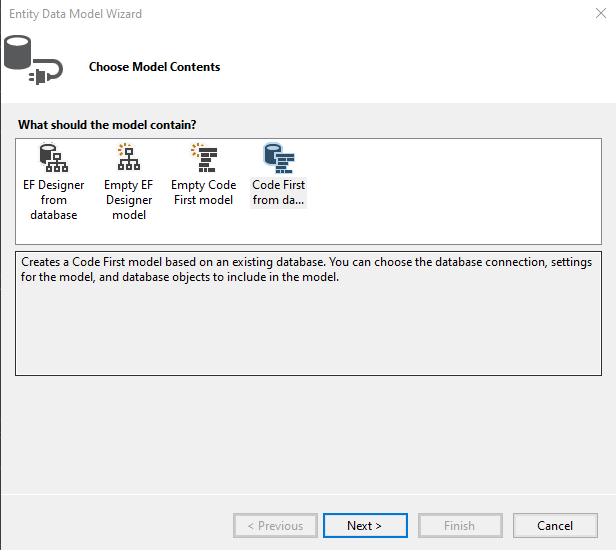 Entity Data Model Wizard
Choose Model Contents
What should the model contain?
EF Designer
from
database
Empty EF
Designer
model
Empty Code
First model
Code First
from da...
Creates a Code First model based on an existing database. You can choose the database connection, settings
for the model, and database objects to include in the model.
< Previous
Next >
Finish
Cancel